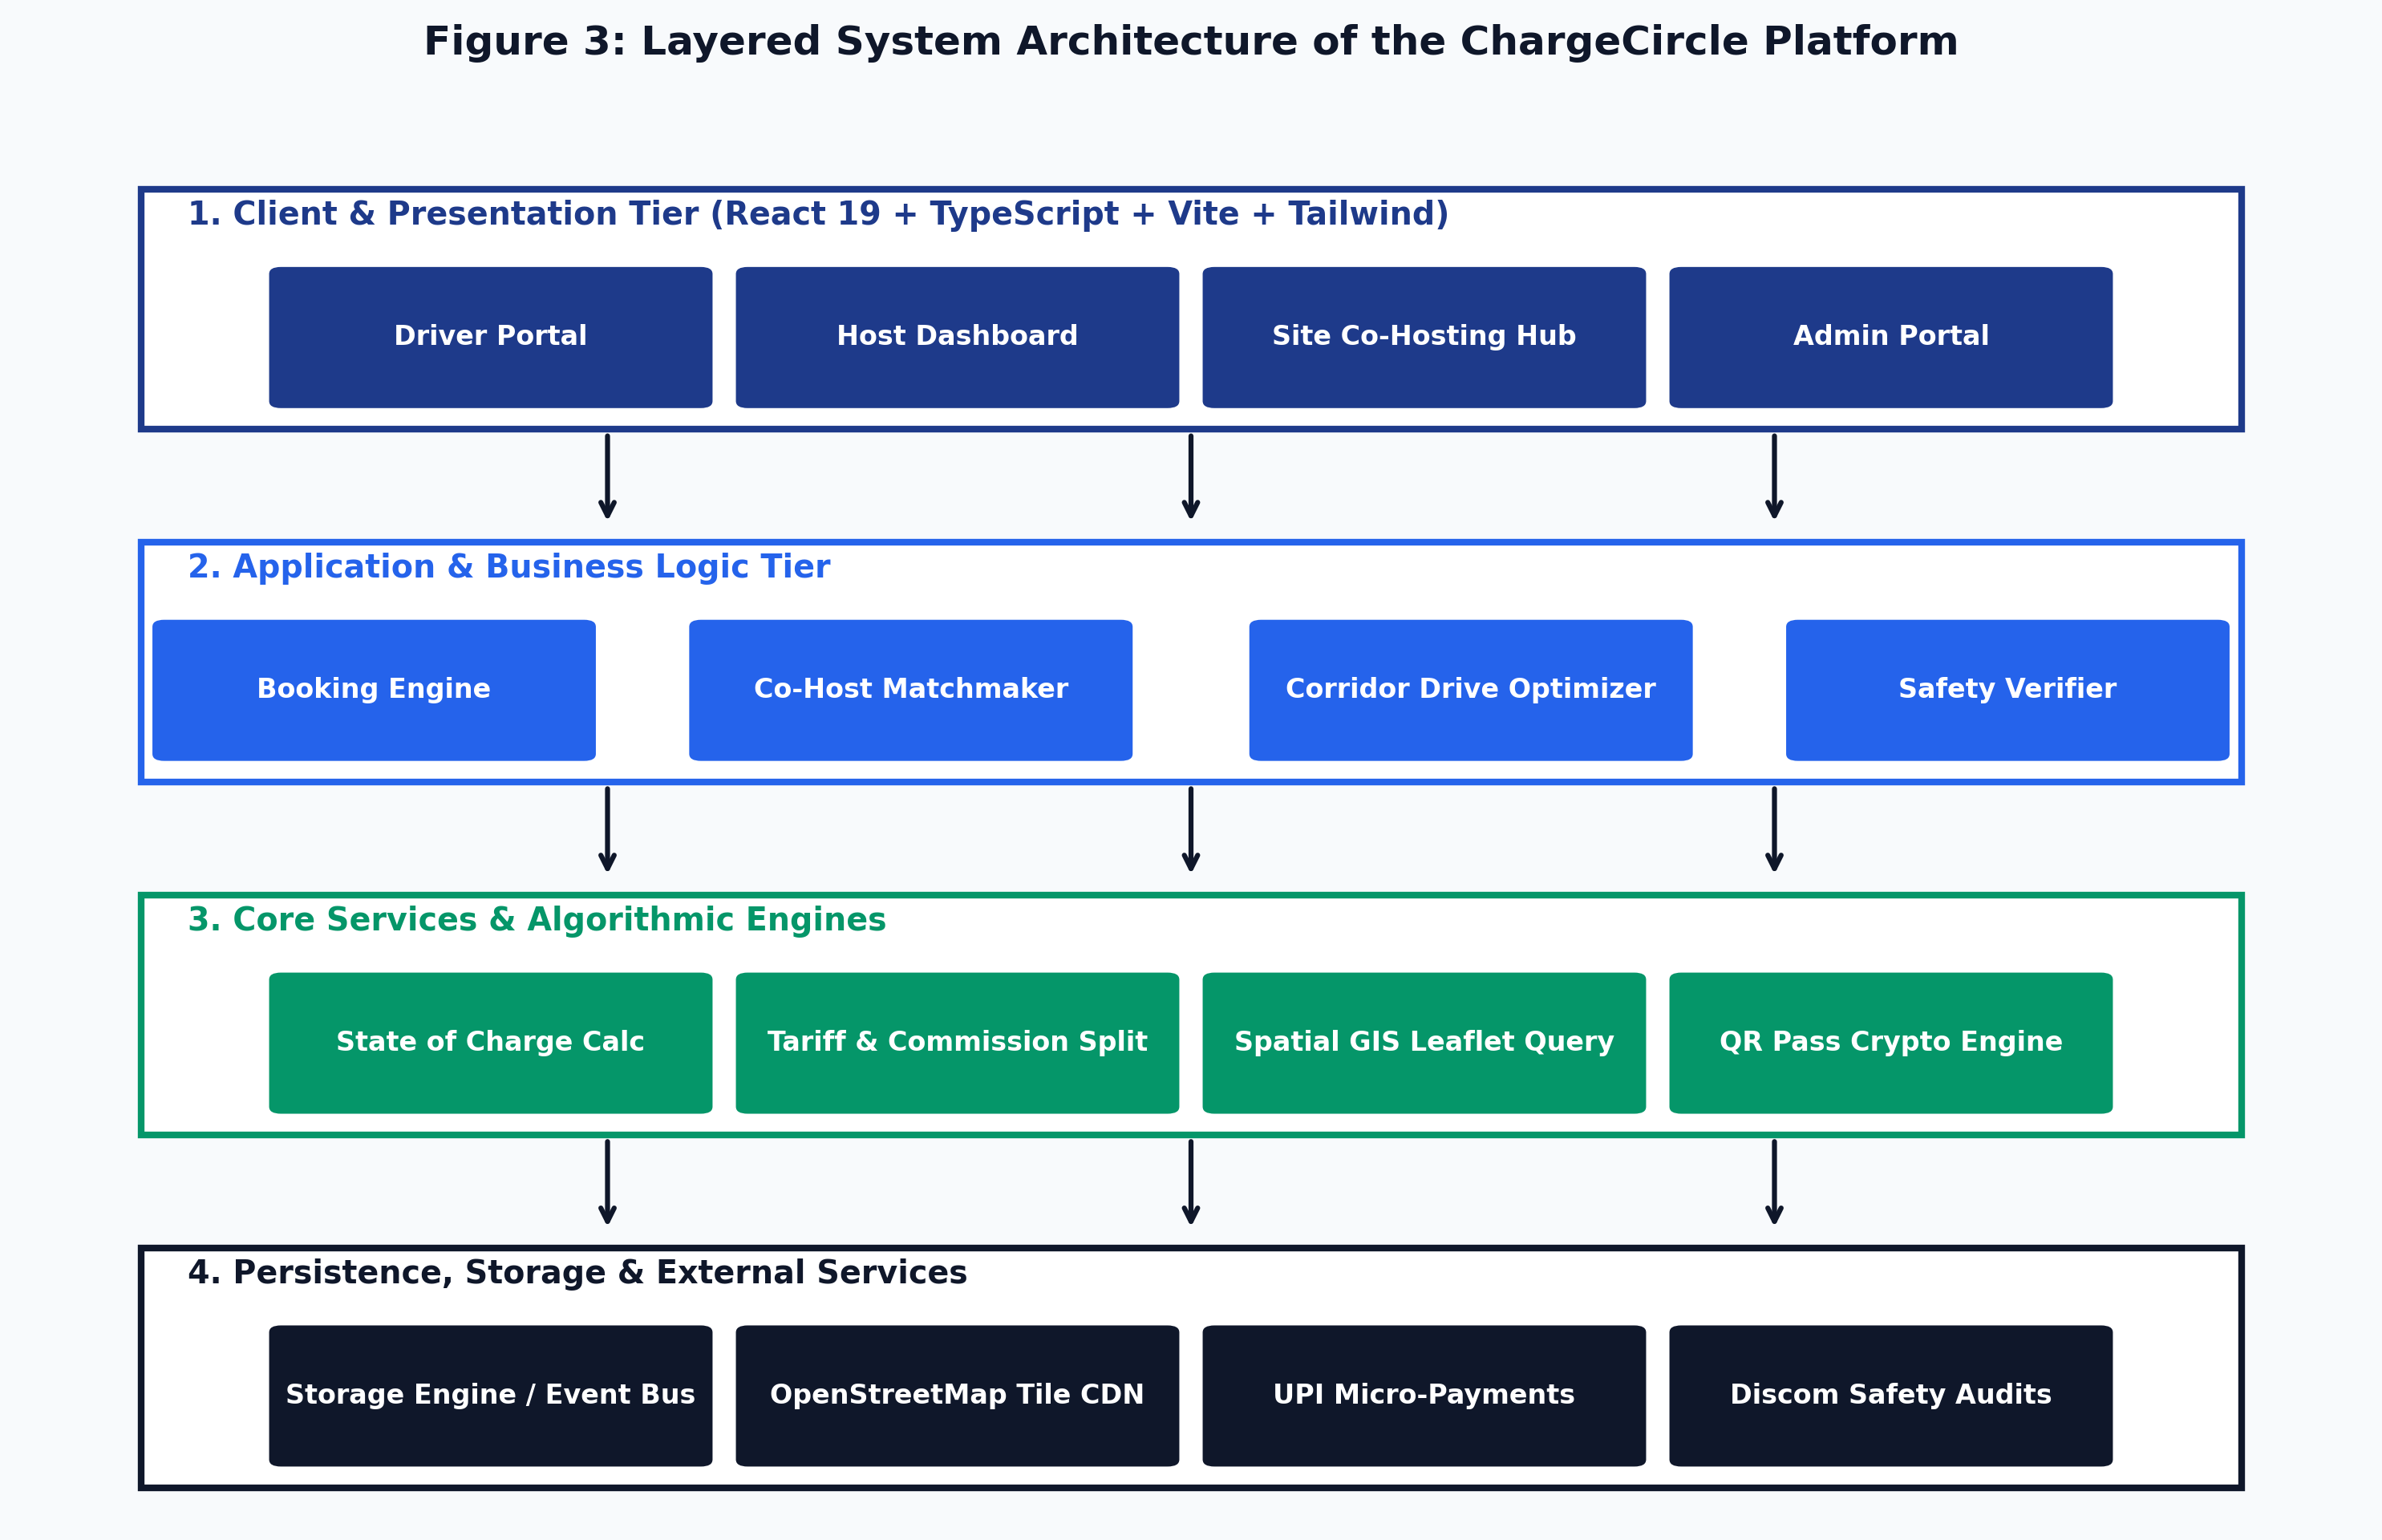 Figure 3: Layered System Architecture of the ChargeCircle Platform
1. Client & Presentation Tier (React 19 + TypeScript + Vite + Tailwind)
Driver Portal
Host Dashboard
Site Co-Hosting Hub
Admin Portal
2. Application & Business Logic Tier
Booking Engine
Co-Host Matchmaker
Corridor Drive Optimizer
Safety Verifier
3. Core Services & Algorithmic Engines
State of Charge Calc
Tariff & Commission Split
Spatial GIS Leaflet Query
QR Pass Crypto Engine
4. Persistence, Storage & External Services
Storage Engine / Event Bus
OpenStreetMap Tile CDN
UPI Micro-Payments
Discom Safety Audits